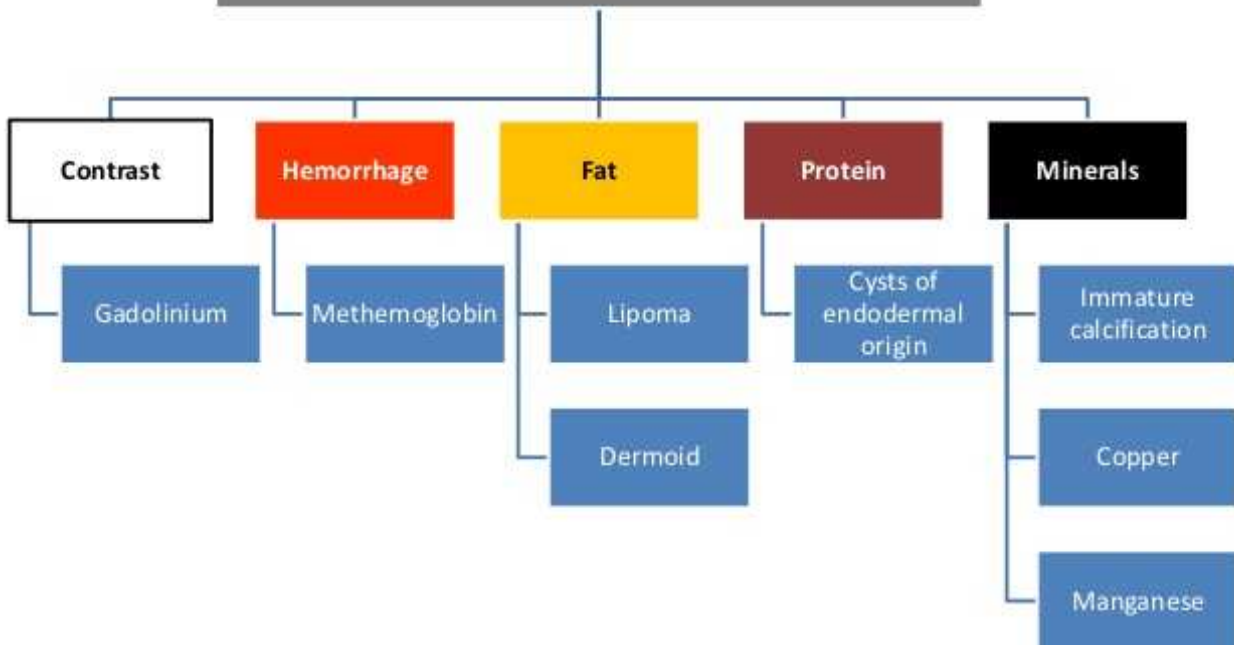 Contrast
Hemorrhage
Fat
Protein
Minerals
Gadolinium
Methemoglobin
Lipoma
Cysts of
endodermal
origin
Immature
calcification
Dermoid
Copper
Manganese